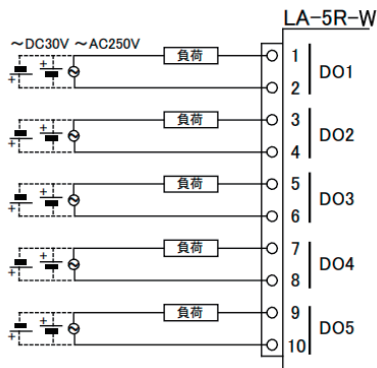 LA-5R-W
～DC30V ～AC250V
負荷 1
+ + 2 DO1
負荷 3
+ + 4 DO2
負荷 5
+ + 6 DO3
負荷 7
+ + 8 DO4
負荷 9
+ + 10 DO5